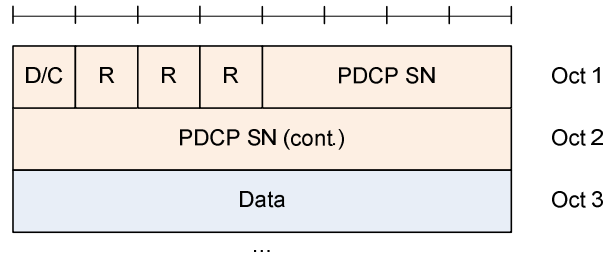 D/C R R R PDCP SN Oct 1
PDCP SN (cont.) Oct 2
Data Oct 3
...